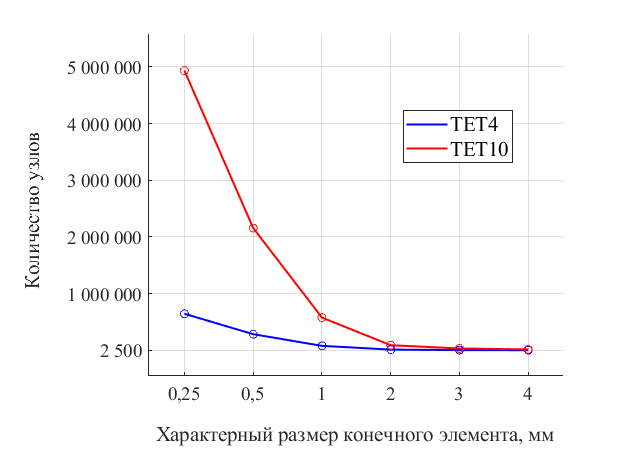 5 000 000
4 000 000
3 000 000
2 000 000
1 000 000
2 500
Количество узлов
TET4
TET10
0,25 0,5 1 2 3 4
Характерный размер конечного элемента, мм